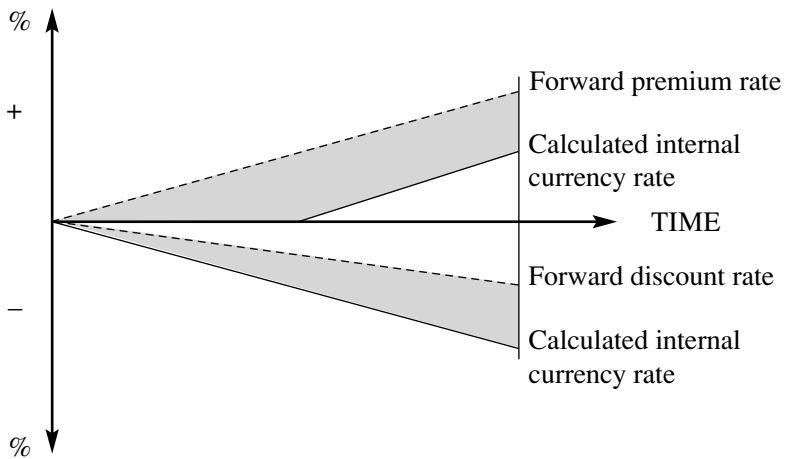 %
Forward premium rate
+
Calculated internal
currency rate
TIME
Forward discount rate
–
Calculated internal
currency rate
%